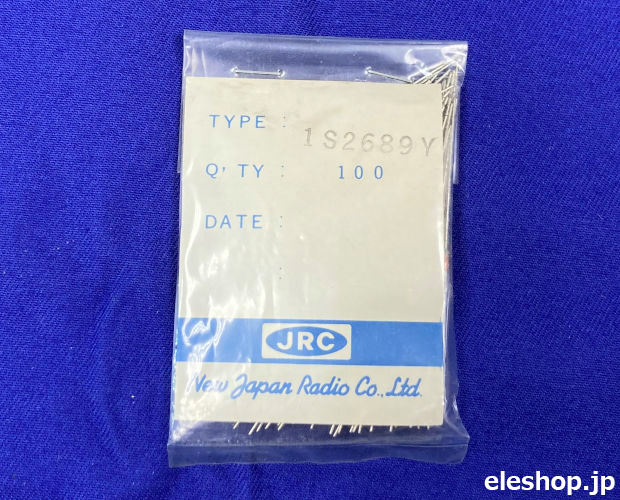 TYPE : 1S2689Y
Q'TY : 100
DATE :
:
JRC
New Japan Radio Co., Ltd.
eleshop.jp